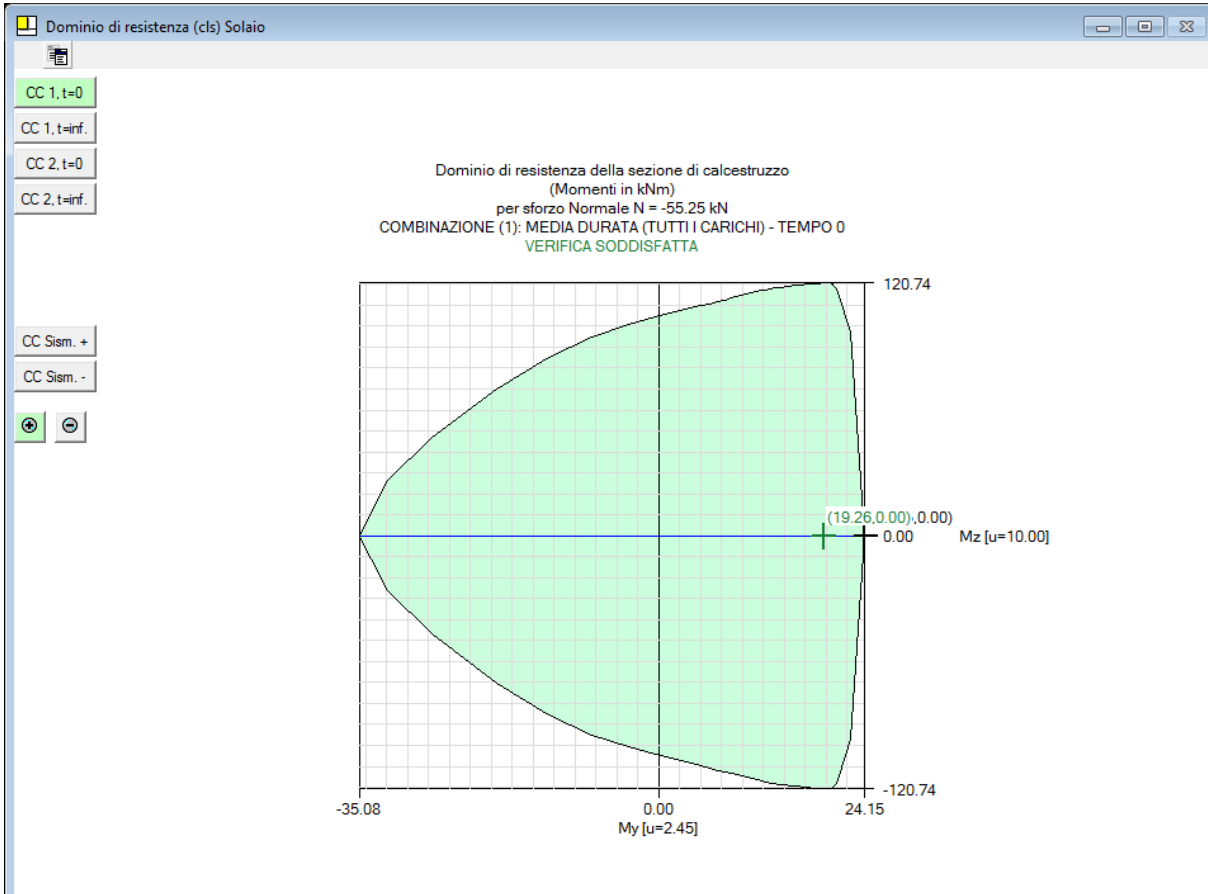 Dominio di resistenza (cls) Solaio
CC 1, t=0
CC 1, t=inf.
CC 2, t=0
CC 2, t=inf.
CC Sism. +
CC Sism. -
Dominio di resistenza della sezione di calcestruzzo
(Momenti in kNm)
per sforzo Normale N = -55.25 kN
COMBINAZIONE (1): MEDIA DURATA (TUTTI I CARICHI) - TEMPO 0
VERIFICA SODDISFATTA
120.74
(19.26,0.00) ,0.00)
0.00 Mz [u=10.00]
-120.74
-35.08 0.00 24.15
My [u=2.45]